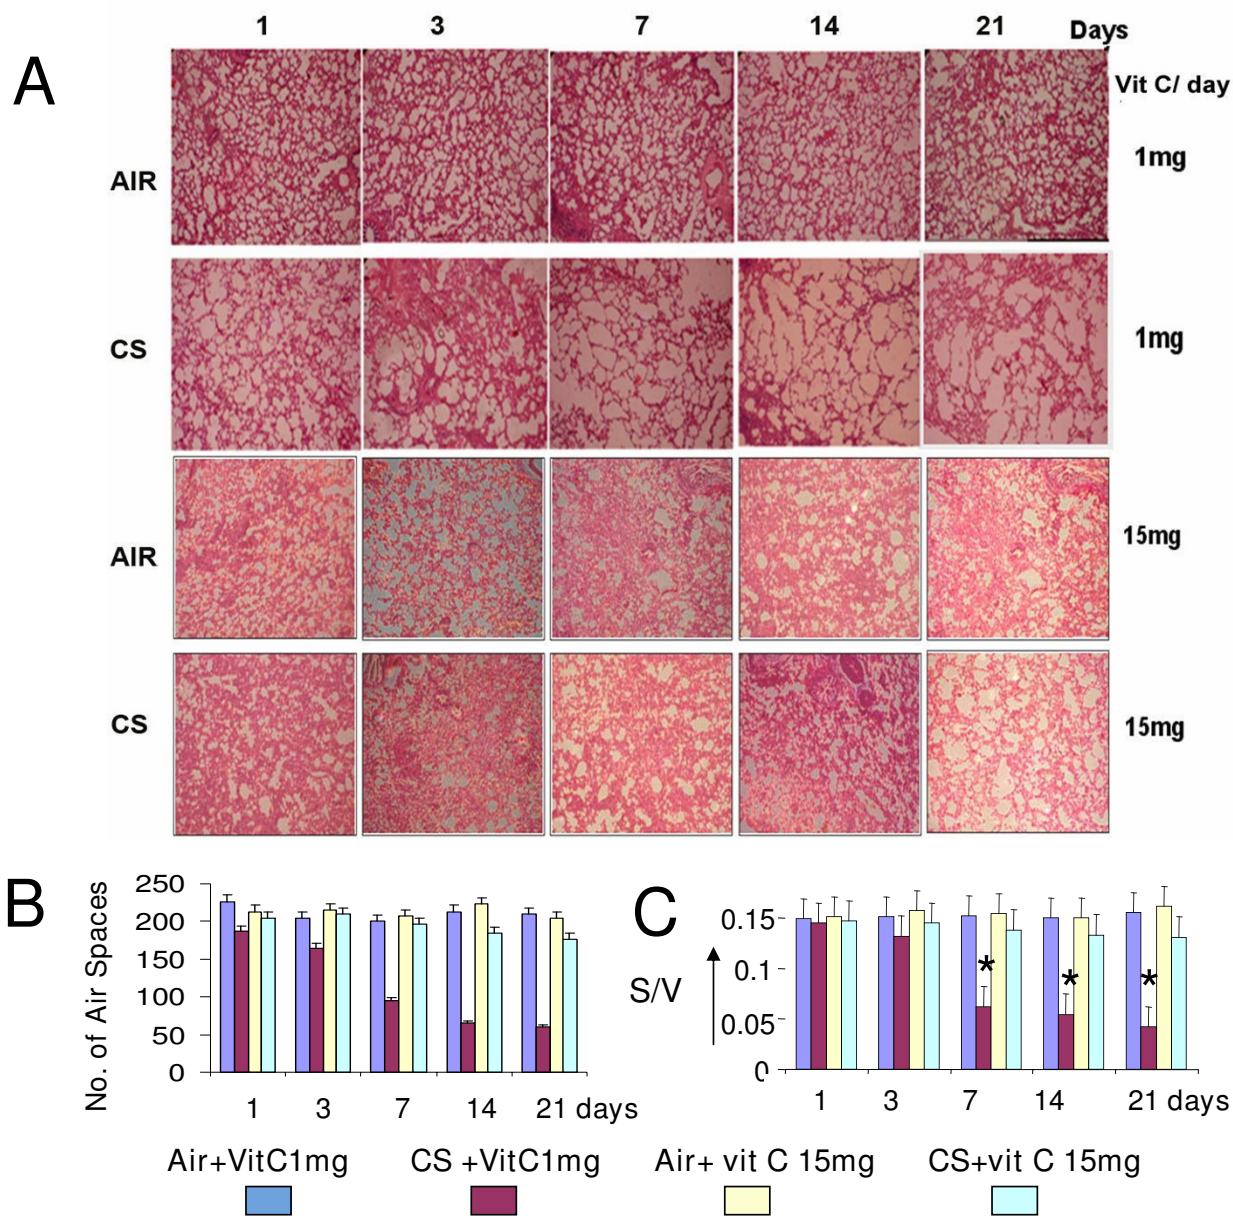 1 3 7 14 21 Days
A
Vit C/ day
AIR 1mg
CS 1mg
AIR 15mg
CS 15mg
B
No. of Air Spaces
250
200
150
100
50
0
1 3 7 14 21 days
C
S/V
0.15
0.1
0.05
0
*
*
*
1 3 7 14 21 days
Air+VitC1mg CS +VitC1mg Air+ vit C 15mg CS+vit C 15mg